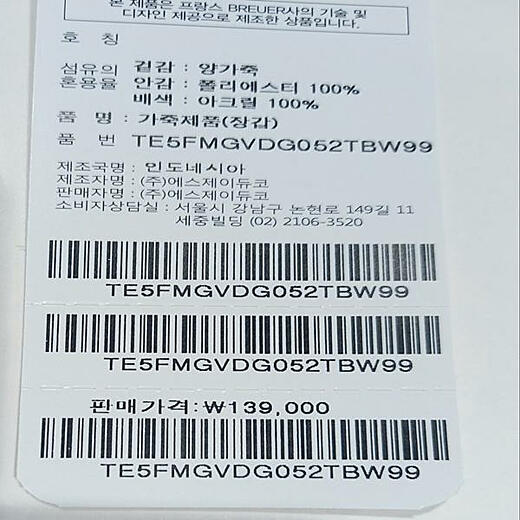 본 제품은 프랑스 BREUER사의 기술 및
디자인 제공으로 제조한 상품입니다.
호 칭
섬유의 겉감 : 양가죽
혼용율 안감 : 폴리에스터 100%
배색 : 아크릴 100%
품 명 : 가죽제품(장갑)
품 번 TE5FMGVDG052TBW99
제조국명 : 인도네시아
제조자명 : (주)에스제이듀코
판매자명 : (주)에스제이듀코
소비자상담실 : 서울시 강남구 논현로 149길 11
세중빌딩 (02) 2106-3520
TE5FMGVDG052TBW99
TE5FMGVDG052TBW99
판매가격:₩139,000
TE5FMGVDG052TBW99